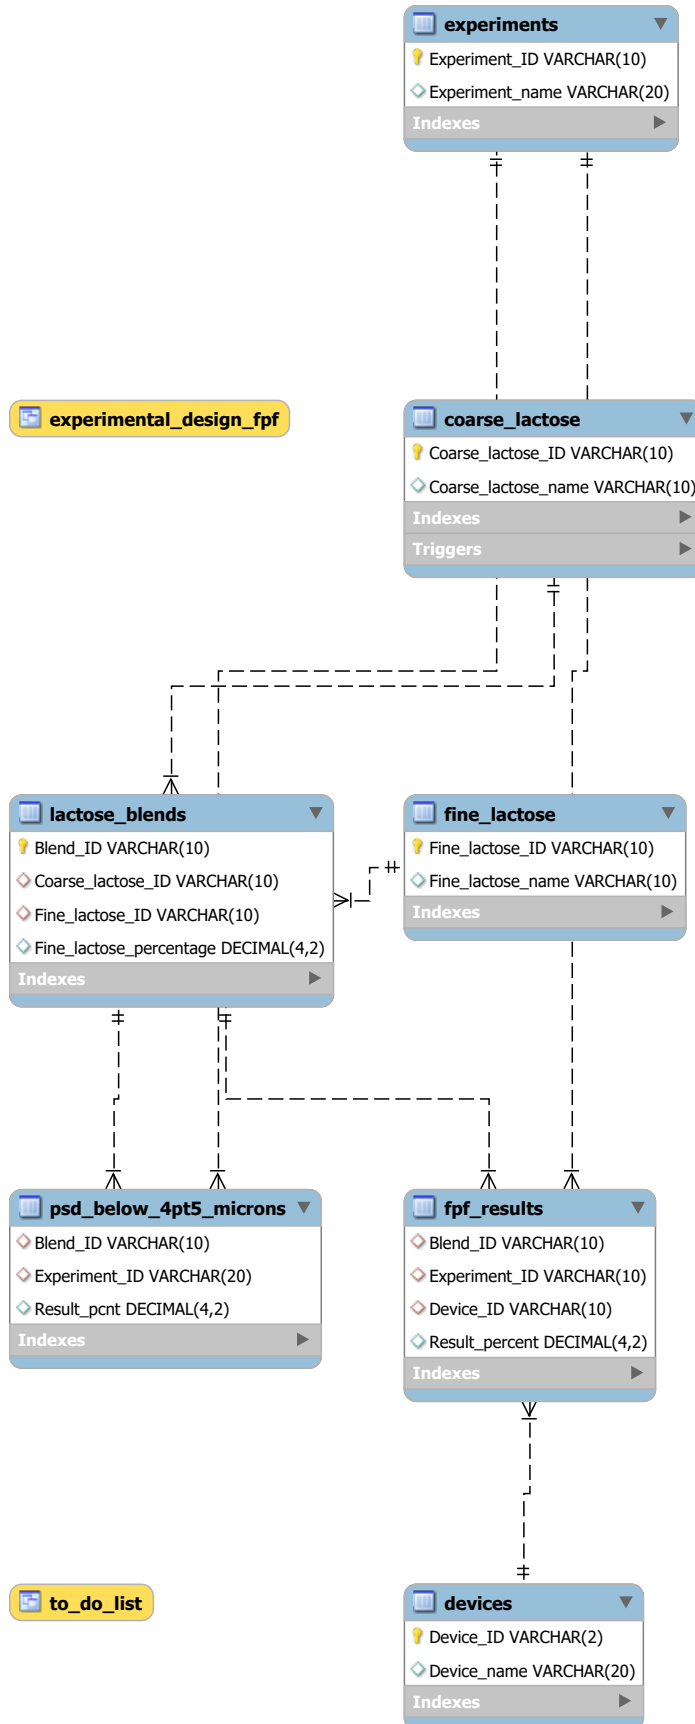 experiments
Experiment_ID VARCHAR(10)
Experiment_name VARCHAR(20)
Indexes
experimental_design_fpf
coarse_lactose
Coarse_lactose_ID VARCHAR(10)
Coarse_lactose_name VARCHAR(10)
Indexes
Triggers
lactose_blends
Blend_ID VARCHAR(10)
Coarse_lactose_ID VARCHAR(10)
Fine_lactose_ID VARCHAR(10)
Fine_lactose_percentage DECIMAL(4,2)
Indexes
fine_lactose
Fine_lactose_ID VARCHAR(10)
Fine_lactose_name VARCHAR(10)
Indexes
psd_below_4pt5_microns
Blend_ID VARCHAR(10)
Experiment_ID VARCHAR(20)
Result_pcnt DECIMAL(4,2)
Indexes
fpf_results
Blend_ID VARCHAR(10)
Experiment_ID VARCHAR(10)
Device_ID VARCHAR(10)
Result_percent DECIMAL(4,2)
Indexes
to_do_list
devices
Device_ID VARCHAR(2)
Device_name VARCHAR(20)
Indexes